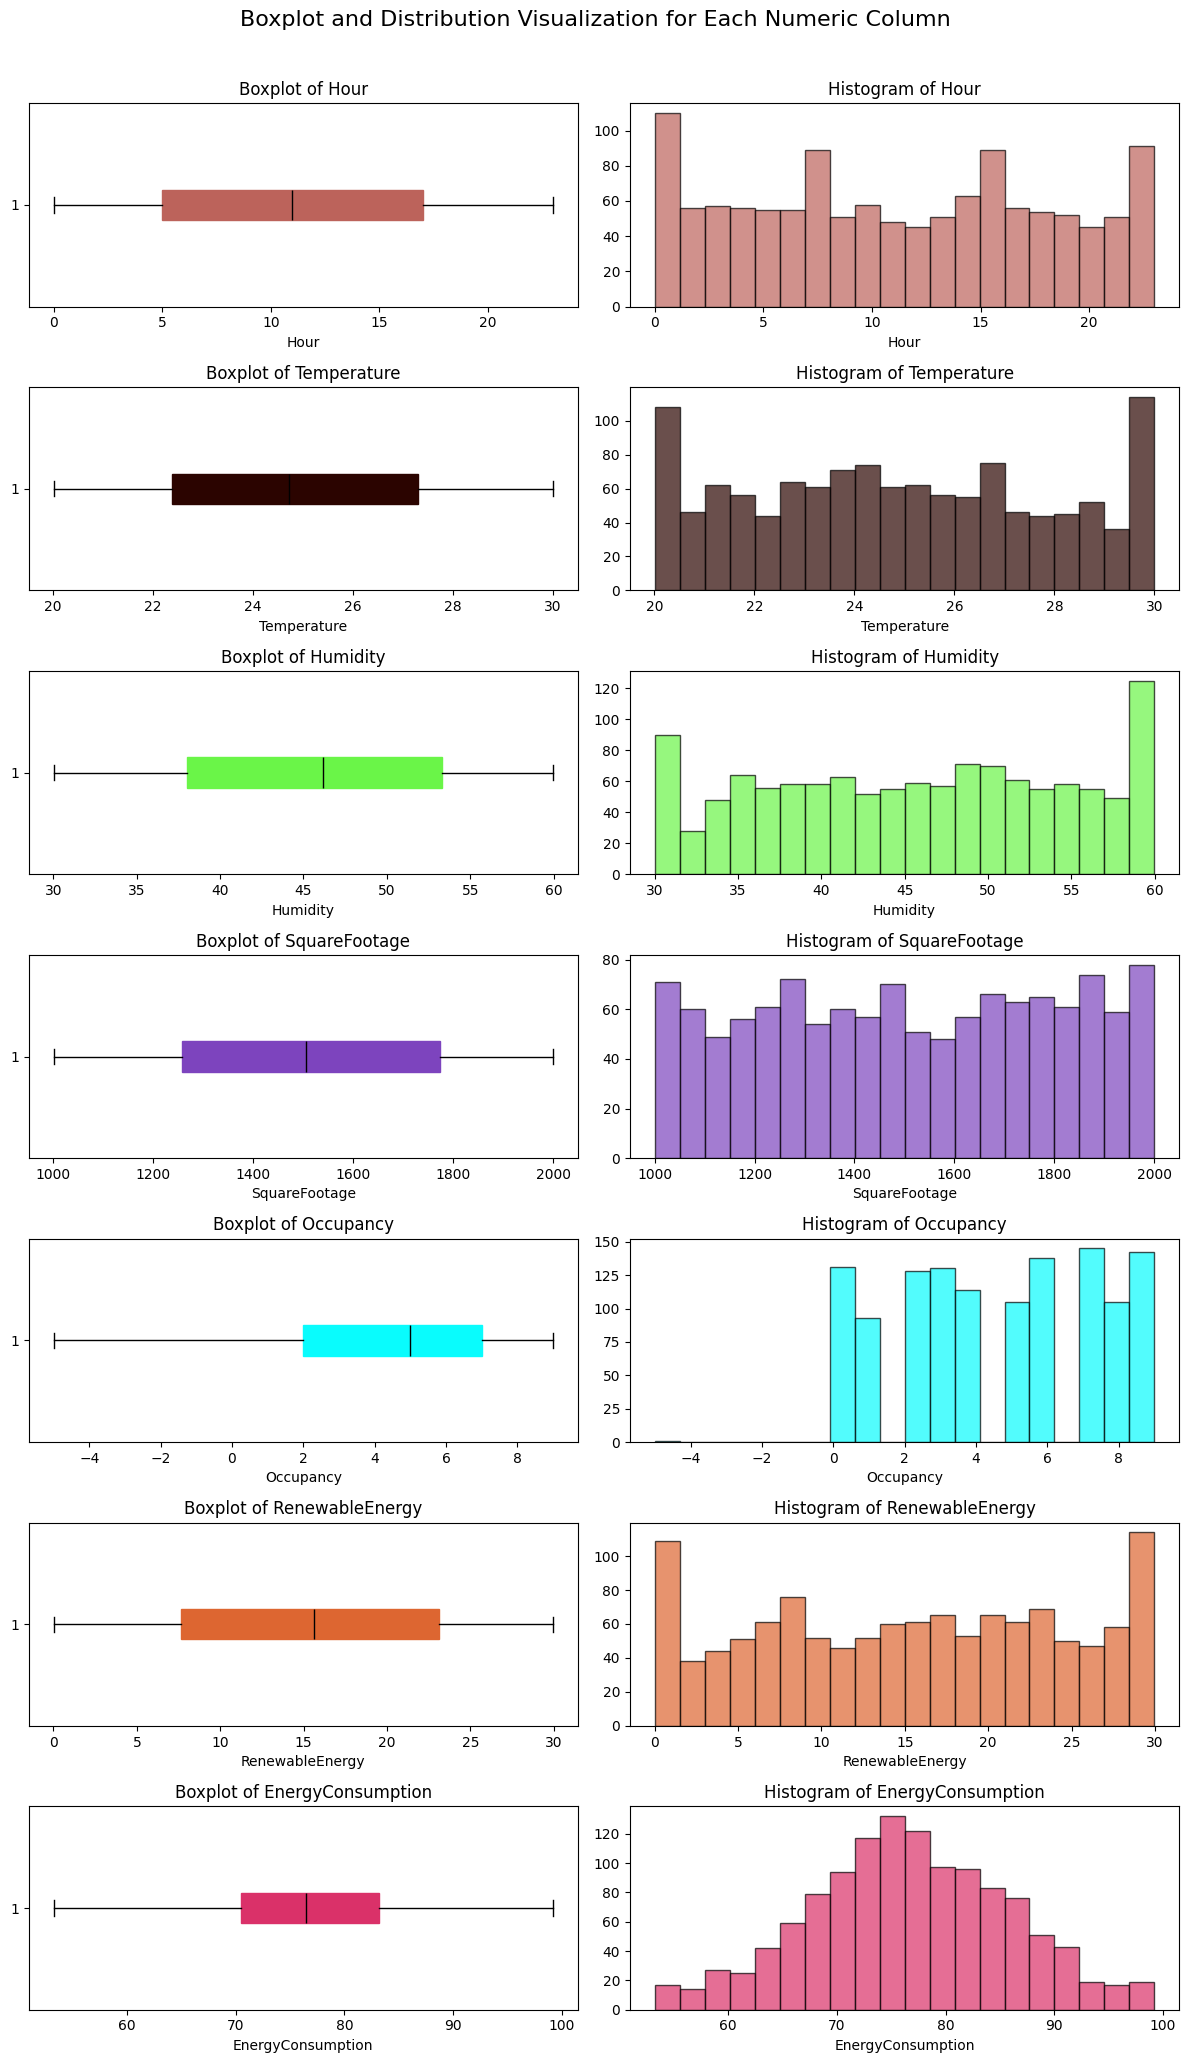 Boxplot and Distribution Visualization for Each Numeric Column
Boxplot of Hour
1
0 5 10 15 20
Hour
Histogram of Hour
100
80
60
40
20
0
0 5 10 15 20
Hour
Boxplot of Temperature
1
20 22 24 26 28 30
Temperature
Histogram of Temperature
100
80
60
40
20
0
20 22 24 26 28 30
Temperature
Boxplot of Humidity
1
30 35 40 45 50 55 60
Humidity
Histogram of Humidity
120
100
80
60
40
20
0
30 35 40 45 50 55 60
Humidity
Boxplot of SquareFootage
1
1000 1200 1400 1600 1800 2000
SquareFootage
Histogram of SquareFootage
80
60
40
20
0
1000 1200 1400 1600 1800 2000
SquareFootage
Boxplot of Occupancy
1
−4 −2 0 2 4 6 8
Occupancy
Histogram of Occupancy
150
125
100
75
50
25
0
−4 −2 0 2 4 6 8
Occupancy
Boxplot of RenewableEnergy
1
0 5 10 15 20 25 30
RenewableEnergy
Histogram of RenewableEnergy
100
80
60
40
20
0
0 5 10 15 20 25 30
RenewableEnergy
Boxplot of EnergyConsumption
1
60 70 80 90 100
EnergyConsumption
Histogram of EnergyConsumption
120
100
80
60
40
20
0
60 70 80 90 100
EnergyConsumption